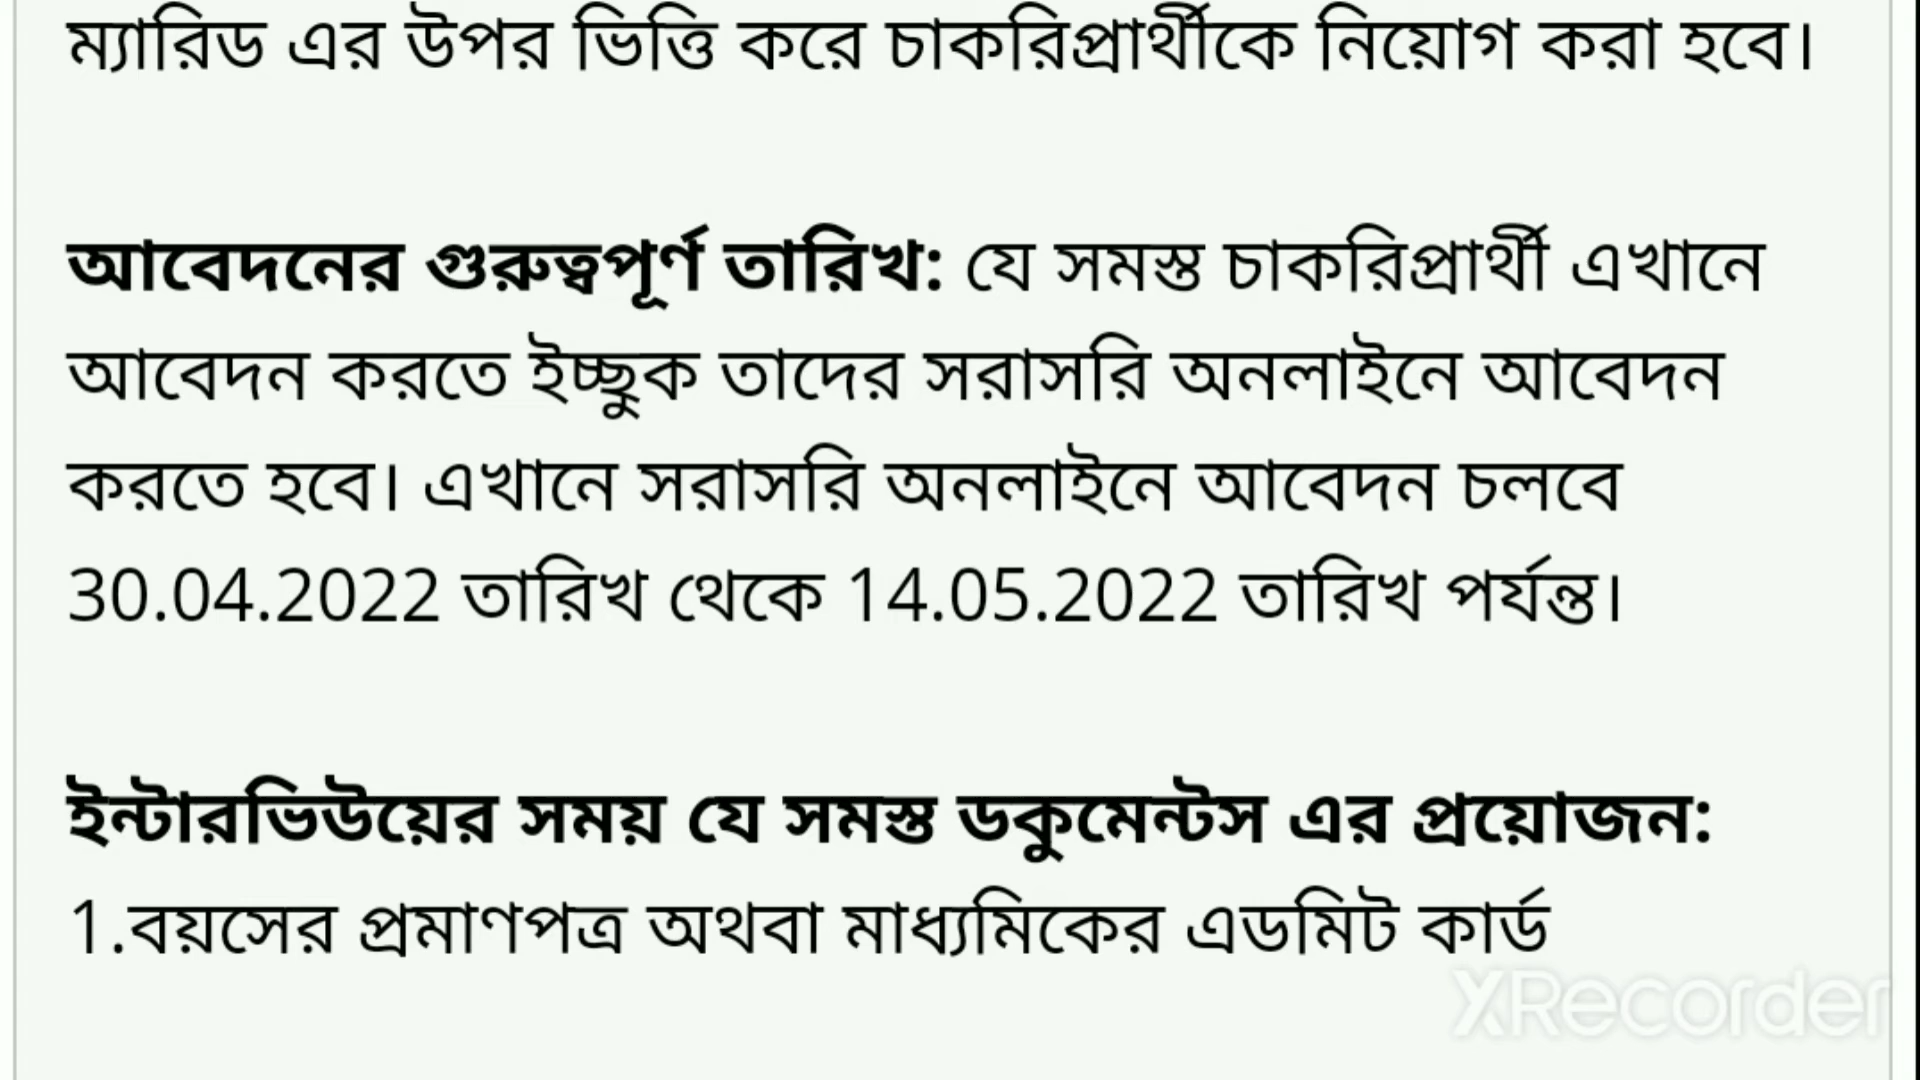 ম্যারিড এর উপর ভিত্তি করে চাকরিপ্রার্থীকে নিয়োগ করা হবে।
আবেদনের গুরুত্বপূর্ণ তারিখ: যে সমস্ত চাকরিপ্রার্থী এখানে
আবেদন করতে ইচ্ছুক তাদের সরাসরি অনলাইনে আবেদন
করতে হবে। এখানে সরাসরি অনলাইনে আবেদন চলবে
30.04.2022 তারিখ থেকে 14.05.2022 তারিখ পর্যন্ত।
ইন্টারভিউয়ের সময় যে সমস্ত ডকুমেন্টস এর প্রয়োজন:
1.বয়সের প্রমাণপত্র অথবা মাধ্যমিকের এডমিট কার্ড
XRecorder